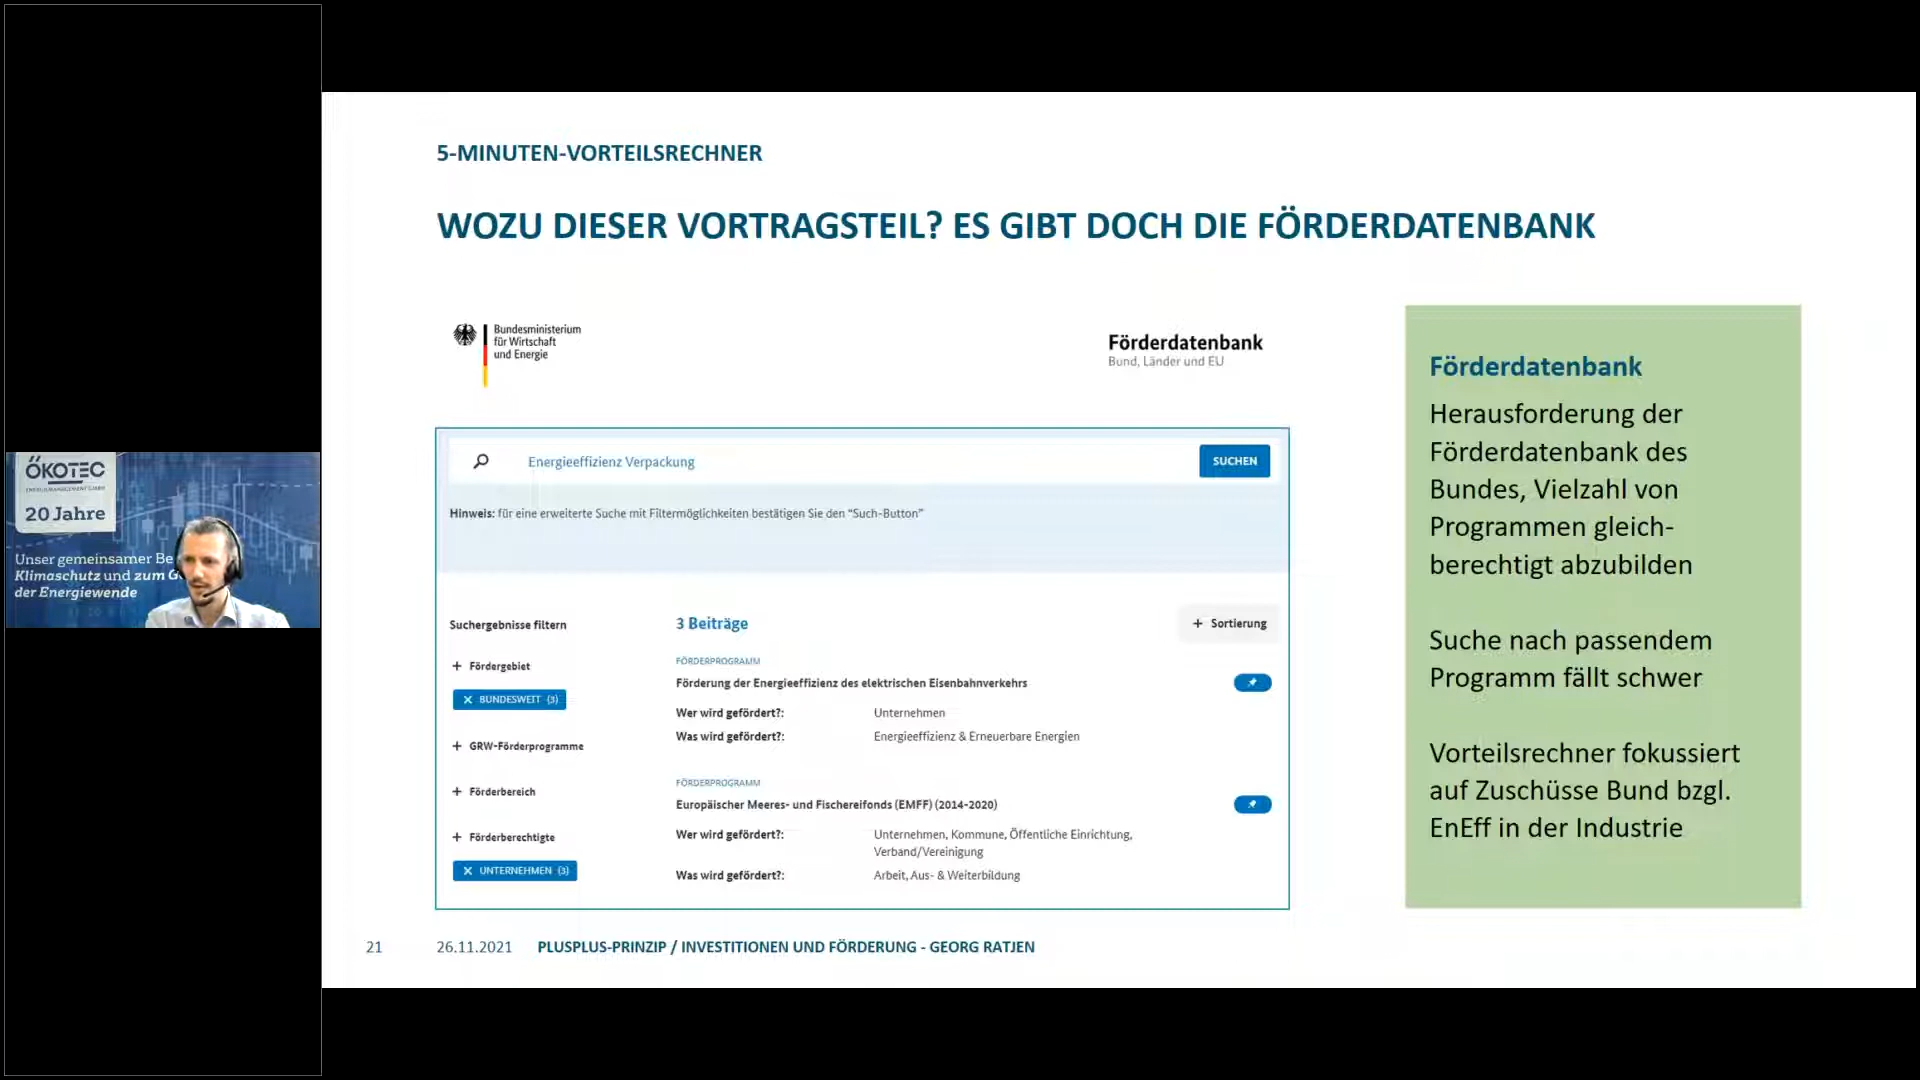 5-MINUTEN-VORTEILSRECHNER
WOZU DIESER VORTRAGSTEIL? ES GIBT DOCH DIE FÖRDERDATENBANK
Bundesministerium
für Wirtschaft
und Energie
Förderdatenbank
Bund, Länder und EU
Energieeffizienz Verpackung
SUCHEN
Hinweis: für eine erweiterte Suche mit Filtermöglichkeiten bestätigen Sie den "Such-Button"
Suchergebnisse filtern
+ Fördergebiet
× BUNDESWEIT (3)
+ GRW-Förderprogramme
+ Förderbereich
+ Förderberechtigte
× UNTERNEHMEN (3)
3 Beiträge
+ Sortierung
FÖRDERPROGRAMM
Förderung der Energieeffizienz des elektrischen Eisenbahnverkehrs
Wer wird gefördert?: Unternehmen
Was wird gefördert?: Energieeffizienz & Erneuerbare Energien
FÖRDERPROGRAMM
Europäischer Meeres- und Fischereifonds (EMFF) (2014-2020)
Wer wird gefördert?: Unternehmen, Kommune, Öffentliche Einrichtung,
Verband/Vereinigung
Was wird gefördert?: Arbeit, Aus- & Weiterbildung
Förderdatenbank
Herausforderung der
Förderdatenbank des
Bundes, Vielzahl von
Programmen gleich-
berechtigt abzubilden
Suche nach passendem
Programm fällt schwer
Vorteilsrechner fokussiert
auf Zuschüsse Bund bzgl.
EnEff in der Industrie
21 26.11.2021 PLUSPLUS-PRINZIP / INVESTITIONEN UND FÖRDERUNG - GEORG RATJEN
ÖKOTEC
ENERGIEMANAGEMENT GMBH
20 Jahre
Unser gemeinsamer Be
Klimaschutz und zum G
der Energiewende